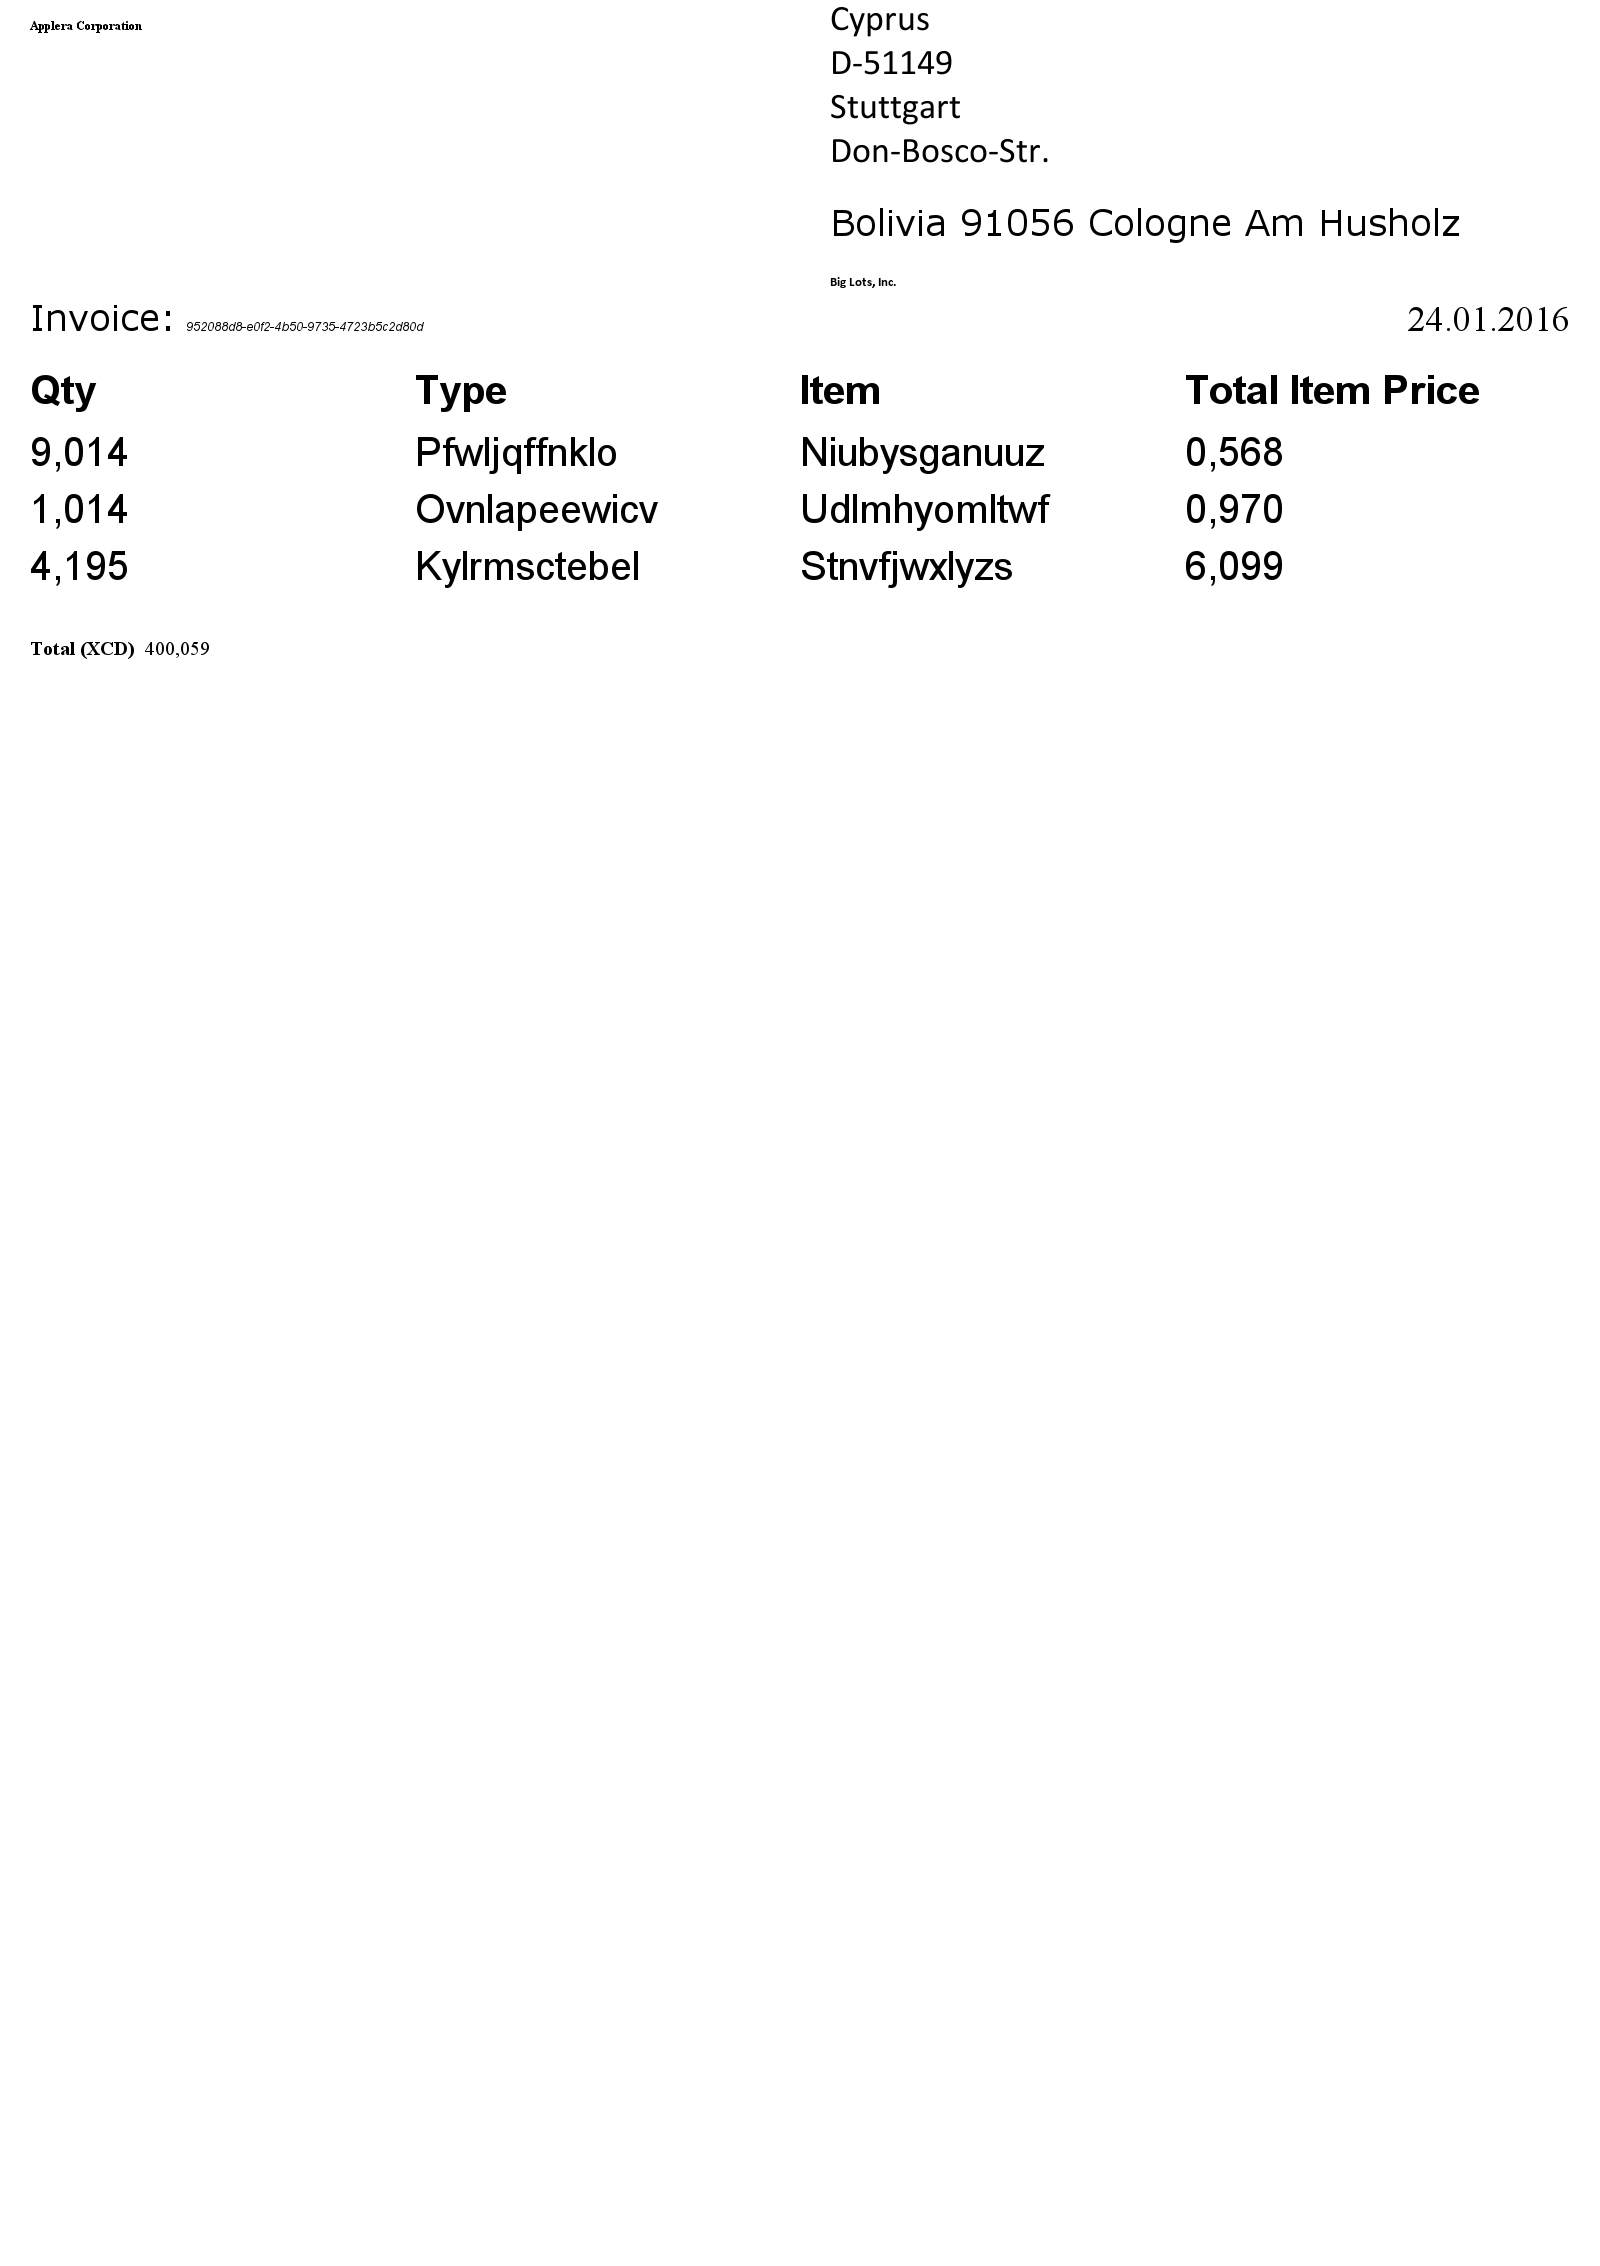 Applera Corporation
Cyprus
D-51149
Stuttgart
Don-Bosco-Str.
Bolivia 91056 Cologne Am Husholz
Big Lots, Inc.
Invoice: 952088d8-e0f2-4b50-9735-4723b5c2d80d 24.01.2016
Qty Type Item Total Item Price
9,014 Pfwljqffnklo Niubysganuuz 0,568
1,014 Ovnlapeewicv Udlmhyomltwf 0,970
4,195 Kylrmsctebel Stnvfjwxlyzs 6,099
Total (XCD) 400,059